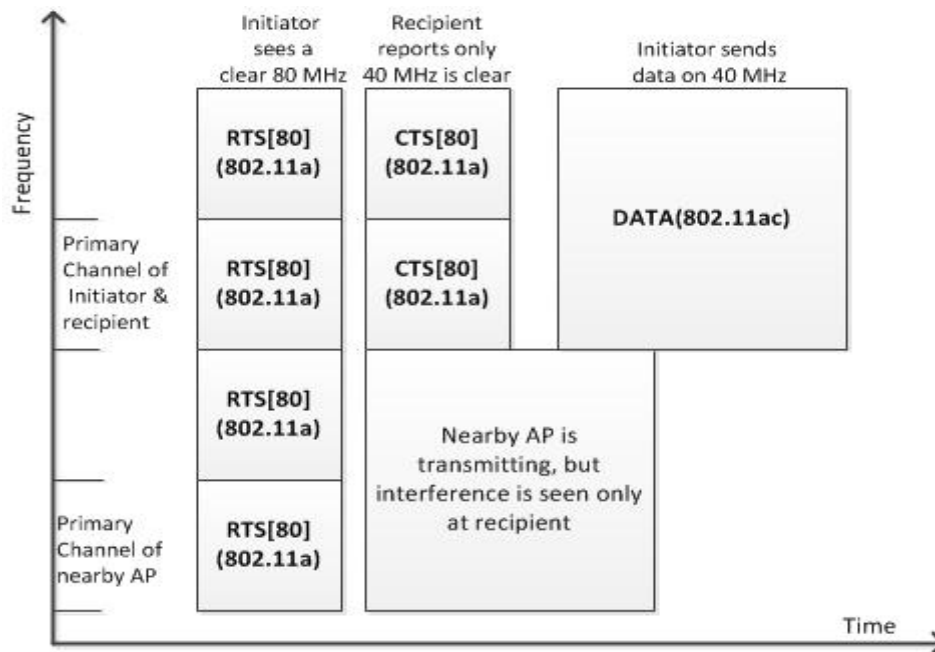 Initiator
sees a
clear 80 MHz
Recipient
reports only
40 MHz is clear
Initiator sends
data on 40 MHz
Frequency
RTS[80]
(802.11a)
CTS[80]
(802.11a)
DATA(802.11ac)
Primary
Channel of
Initiator &
recipient
RTS[80]
(802.11a)
CTS[80]
(802.11a)
RTS[80]
(802.11a)
Nearby AP is
transmitting, but
interference is seen only
at recipient
Primary
Channel of
nearby AP
RTS[80]
(802.11a)
Time